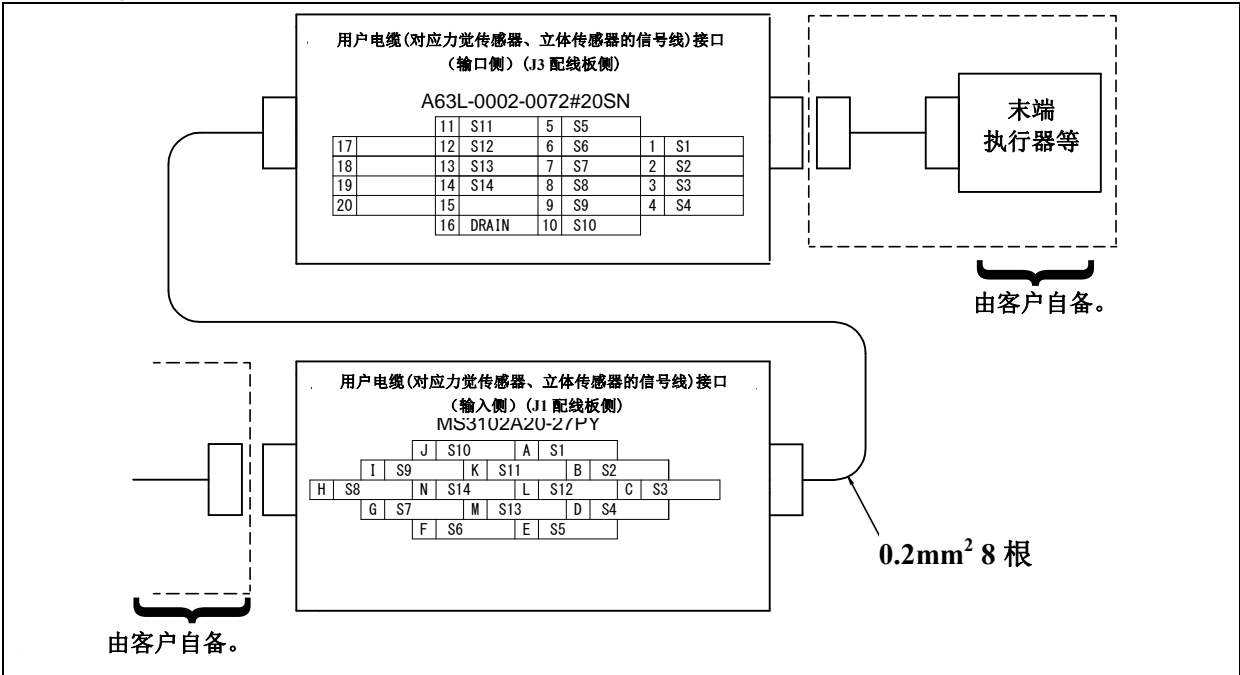 用户电缆(对应力觉传感器、立体传感器的信号线)接口
（输口侧）(J3 配线板侧)
A63L-0002-0072#20SN
11 S11 5 S5
17 12 S12 6 S6 1 S1
18 13 S13 7 S7 2 S2
19 14 S14 8 S8 3 S3
20 15 9 S9 4 S4
16 DRAIN 10 S10
末端
执行器等
由客户自备。
用户电缆(对应力觉传感器、立体传感器的信号线)接口
（输入侧）(J1 配线板侧)
MS3102A20-27PY
J S10 A S1
I S9 K S11 B S2
H S8 N S14 L S12 C S3
G S7 M S13 D S4
F S6 E S5
0.2mm² 8 根
由客户自备。